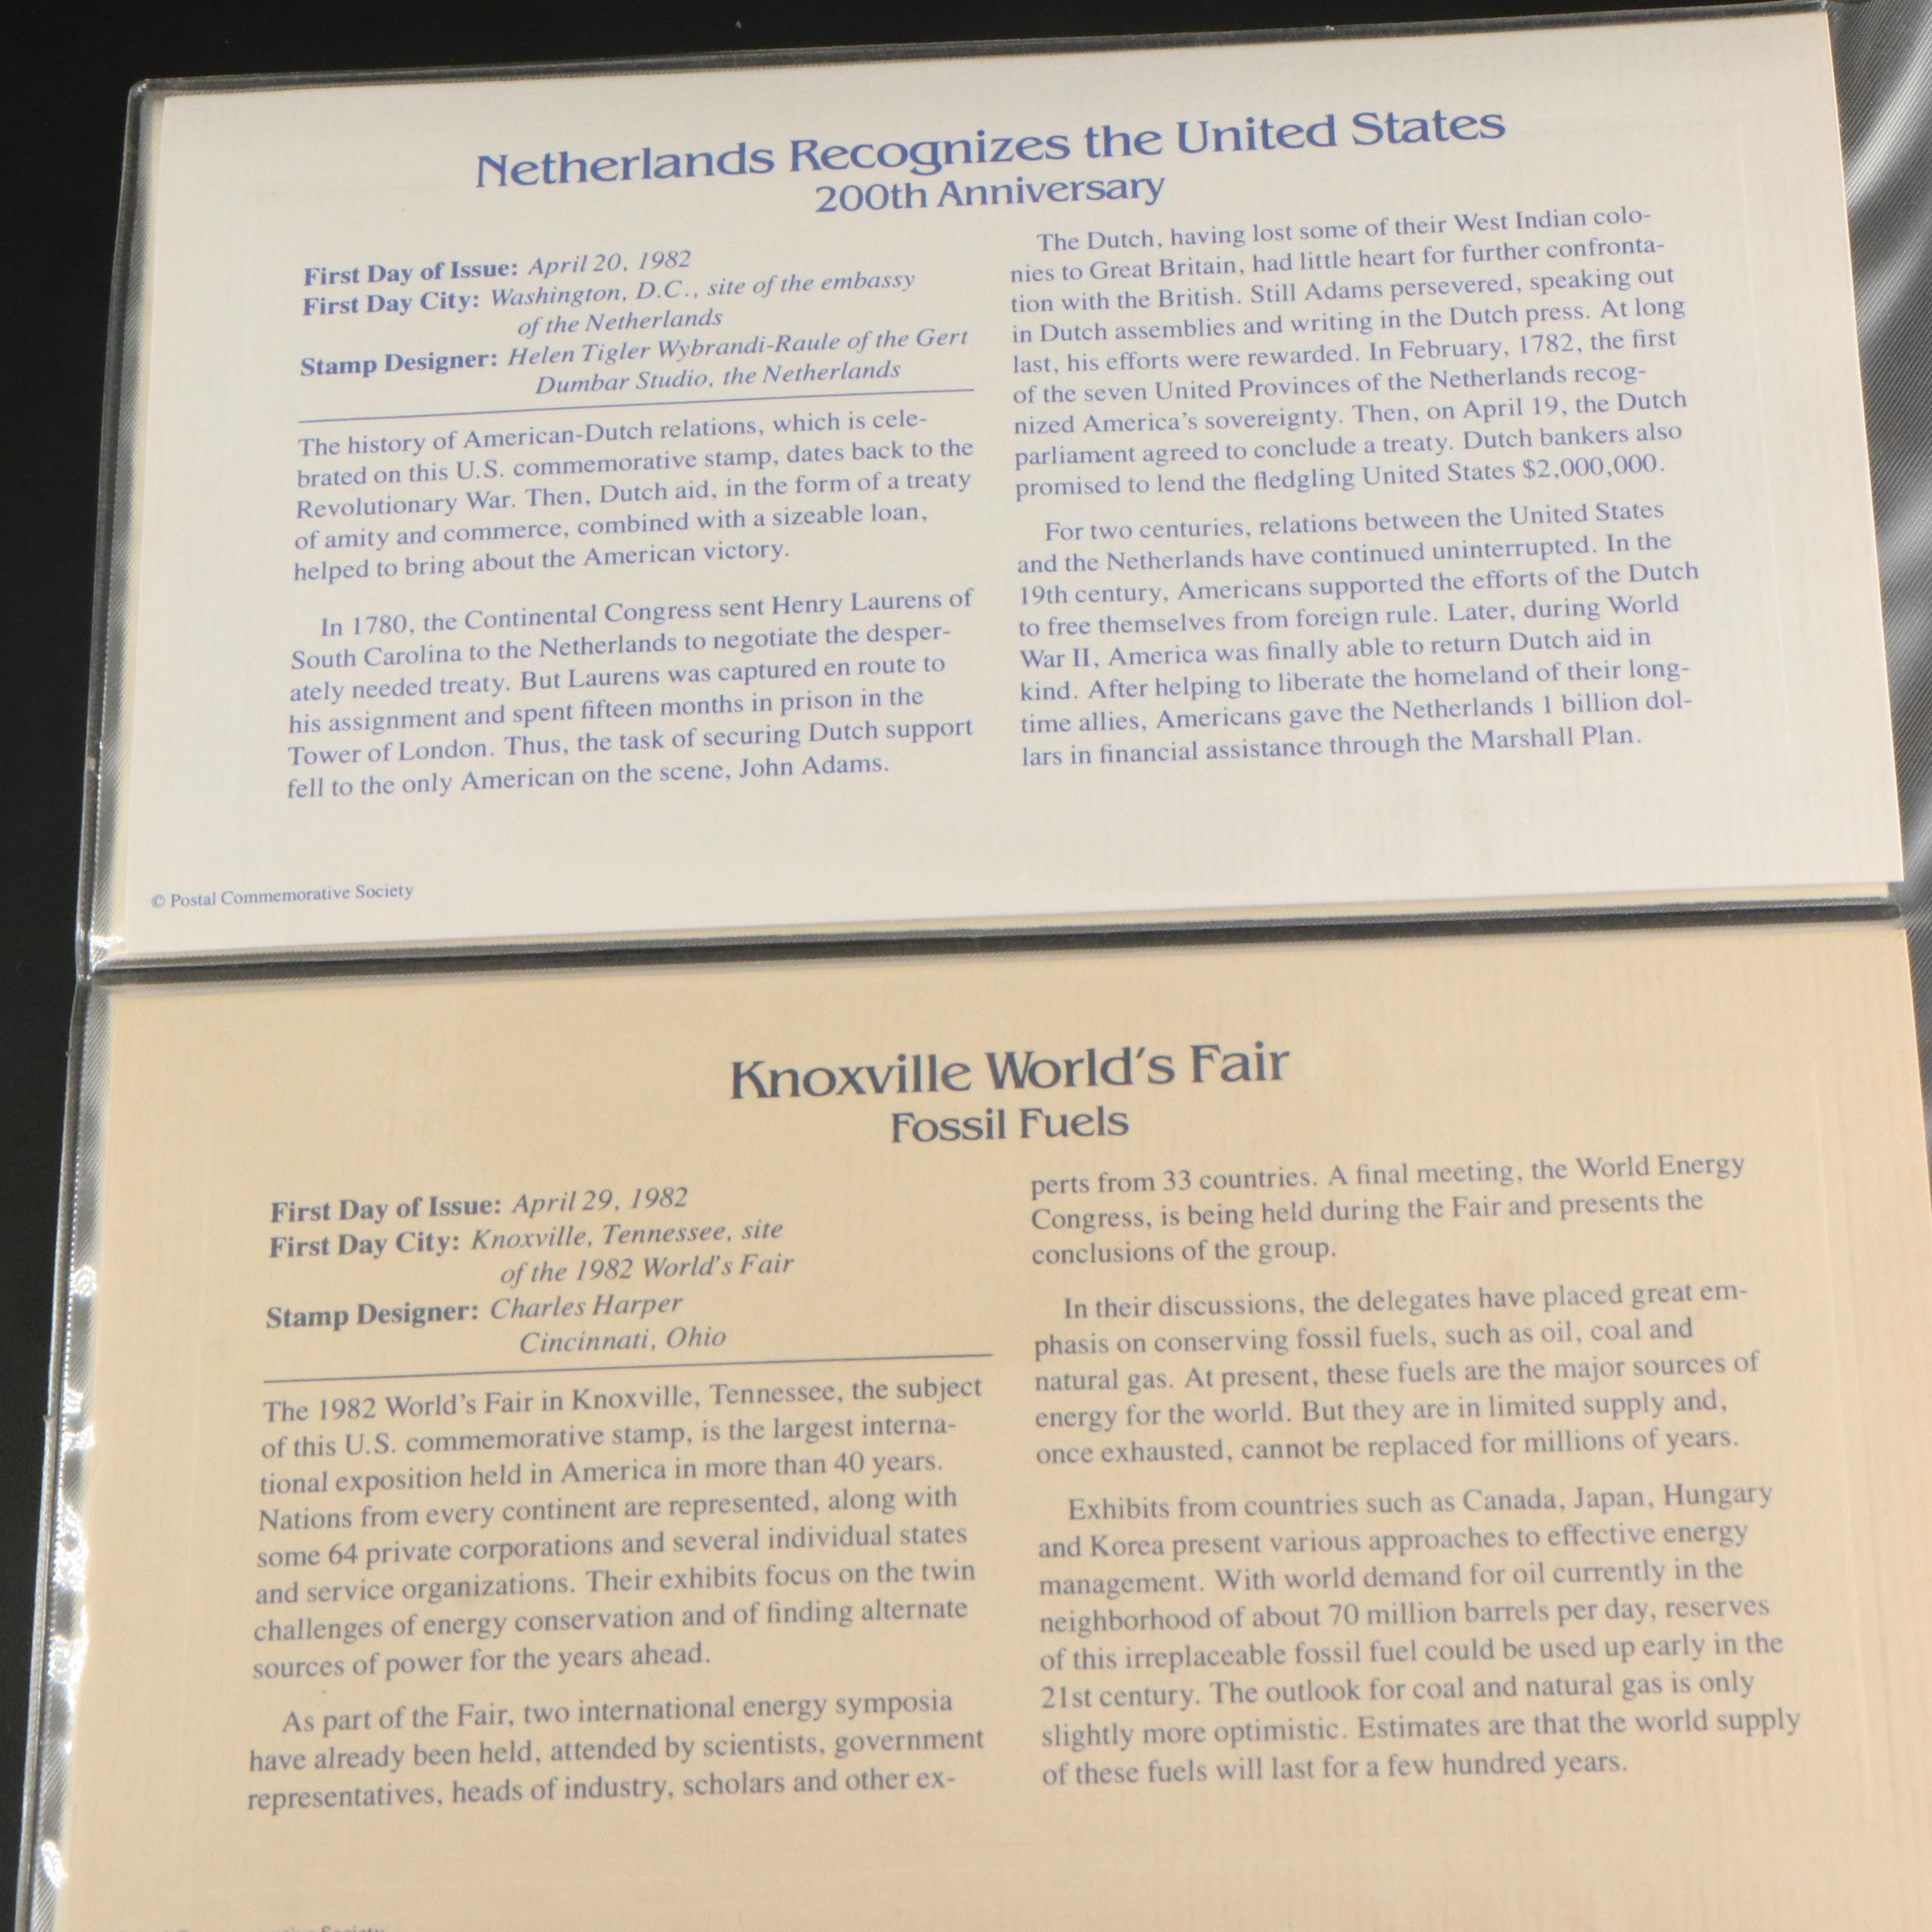 Netherlands Recognizes the United States
200th Anniversary
First Day of Issue: April 20, 1982
First Day City: Washington, D.C., site of the embassy
of the Netherlands
Stamp Designer: Helen Tigler Wybrandi-Raule of the Gert
Dumbar Studio, the Netherlands
The history of American-Dutch relations, which is cele-
brated on this U.S. commemorative stamp, dates back to the
Revolutionary War. Then, Dutch aid, in the form of a treaty
of amity and commerce, combined with a sizeable loan,
helped to bring about the American victory.
In 1780, the Continental Congress sent Henry Laurens of
South Carolina to the Netherlands to negotiate the desper-
ately needed treaty. But Laurens was captured en route to
his assignment and spent fifteen months in prison in the
Tower of London. Thus, the task of securing Dutch support
fell to the only American on the scene, John Adams.
The Dutch, having lost some of their West Indian colo-
nies to Great Britain, had little heart for further confronta-
tion with the British. Still Adams persevered, speaking out
in Dutch assemblies and writing in the Dutch press. At long
last, his efforts were rewarded. In February, 1782, the first
of the seven United Provinces of the Netherlands recog-
nized America's sovereignty. Then, on April 19, the Dutch
parliament agreed to conclude a treaty. Dutch bankers also
promised to lend the fledgling United States $2,000,000.
For two centuries, relations between the United States
and the Netherlands have continued uninterrupted. In the
19th century, Americans supported the efforts of the Dutch
to free themselves from foreign rule. Later, during World
War II, America was finally able to return Dutch aid in
kind. After helping to liberate the homeland of their long-
time allies, Americans gave the Netherlands 1 billion dol-
lars in financial assistance through the Marshall Plan.
© Postal Commemorative Society
Knoxville World's Fair
Fossil Fuels
First Day of Issue: April 29, 1982
First Day City: Knoxville, Tennessee, site
of the 1982 World's Fair
Stamp Designer: Charles Harper
Cincinnati, Ohio
The 1982 World's Fair in Knoxville, Tennessee, the subject
of this U.S. commemorative stamp, is the largest interna-
tional exposition held in America in more than 40 years.
Nations from every continent are represented, along with
some 64 private corporations and several individual states
and service organizations. Their exhibits focus on the twin
challenges of energy conservation and of finding alternate
sources of power for the years ahead.
As part of the Fair, two international energy symposia
have already been held, attended by scientists, government
representatives, heads of industry, scholars and other ex-
perts from 33 countries. A final meeting, the World Energy
Congress, is being held during the Fair and presents the
conclusions of the group.
In their discussions, the delegates have placed great em-
phasis on conserving fossil fuels, such as oil, coal and
natural gas. At present, these fuels are the major sources of
energy for the world. But they are in limited supply and,
once exhausted, cannot be replaced for millions of years.
Exhibits from countries such as Canada, Japan, Hungary
and Korea present various approaches to effective energy
management. With world demand for oil currently in the
neighborhood of about 70 million barrels per day, reserves
of this irreplaceable fossil fuel could be used up early in the
21st century. The outlook for coal and natural gas is only
slightly more optimistic. Estimates are that the world supply
of these fuels will last for a few hundred years.